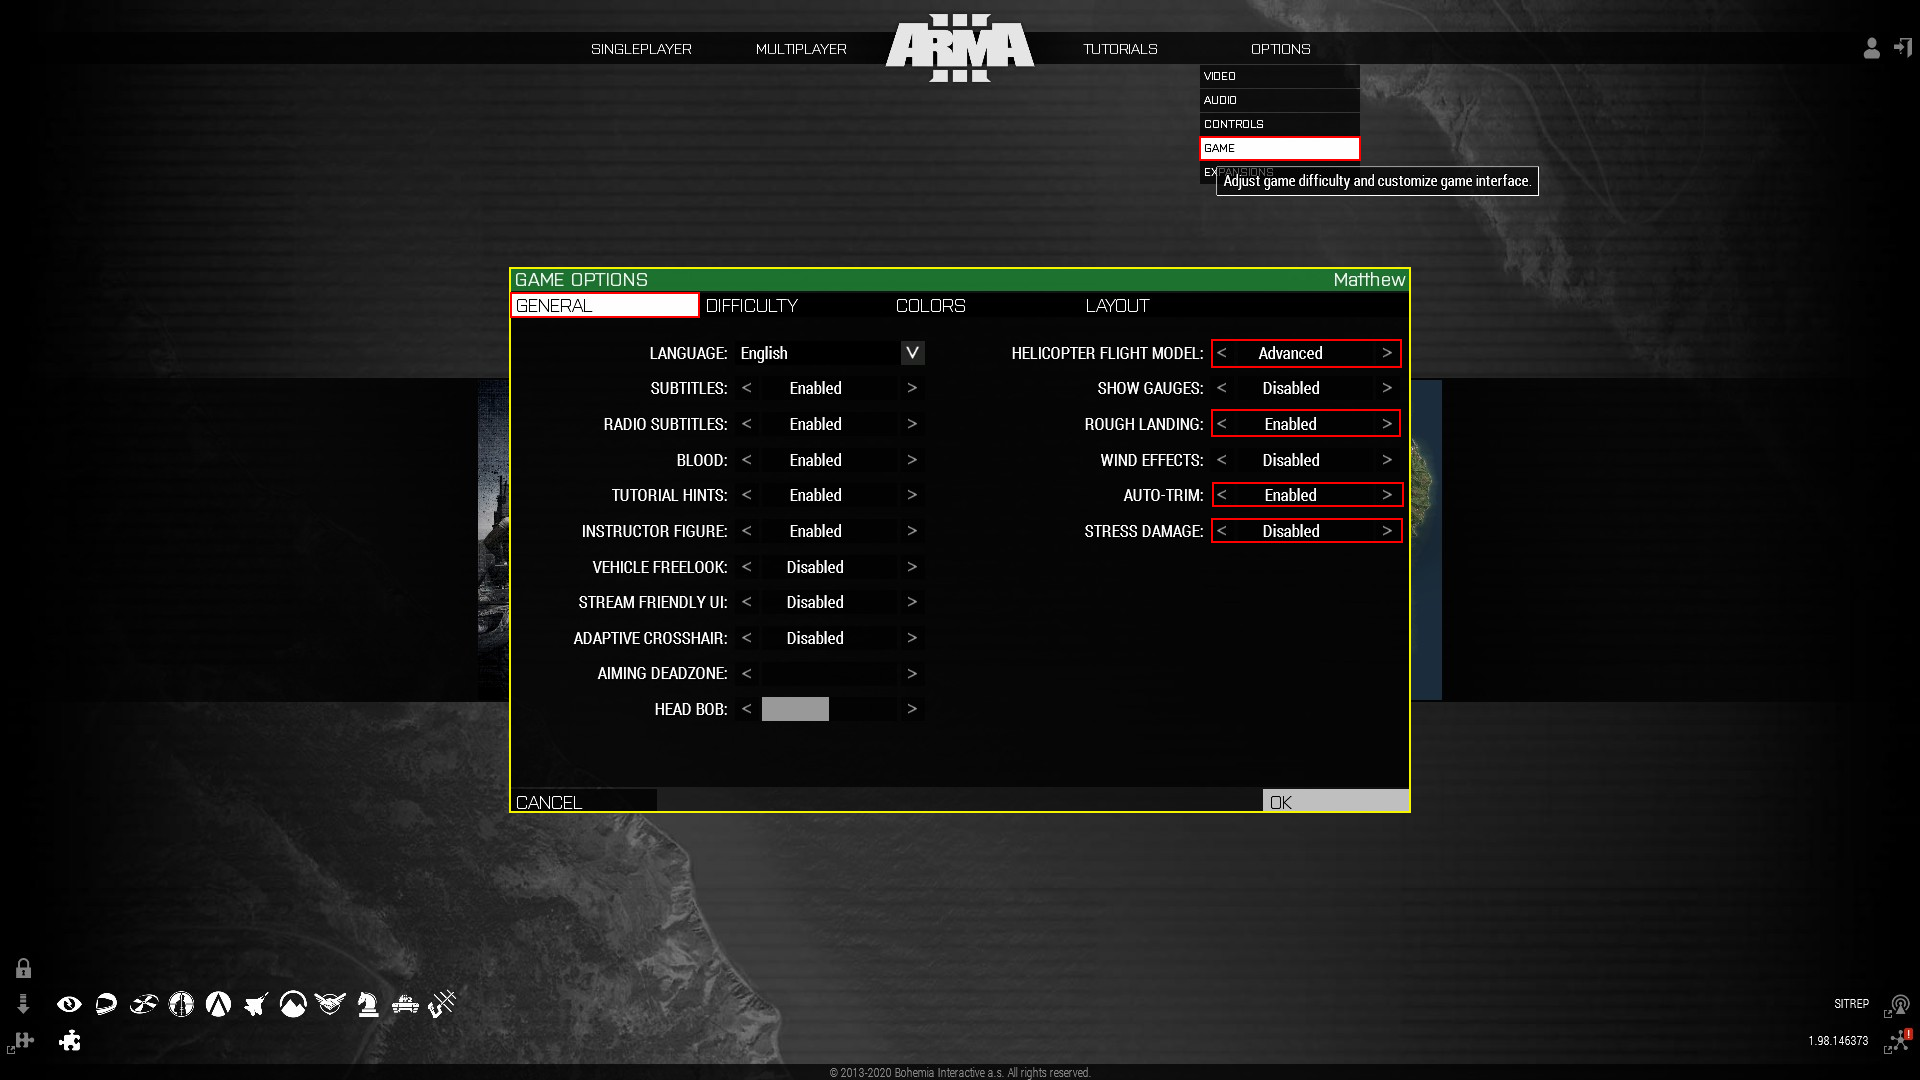 SINGLEPLAYER
MULTIPLAYER
ARMA III
TUTORIALS
OPTIONS
VIDEO
AUDIO
CONTROLS
GAME
EXPANSIONS
Adjust game difficulty and customize game interface.
GAME OPTIONS
Matthew
GENERAL
DIFFICULTY
COLORS
LAYOUT
LANGUAGE: English V
SUBTITLES: < Enabled >
RADIO SUBTITLES: < Enabled >
BLOOD: < Enabled >
TUTORIAL HINTS: < Enabled >
INSTRUCTOR FIGURE: < Enabled >
VEHICLE FREELOOK: < Disabled >
STREAM FRIENDLY UI: < Disabled >
ADAPTIVE CROSSHAIR: < Disabled >
AIMING DEADZONE: < >
HEAD BOB: < >
HELICOPTER FLIGHT MODEL: < Advanced >
SHOW GAUGES: < Disabled >
ROUGH LANDING: < Enabled >
WIND EFFECTS: < Disabled >
AUTO-TRIM: < Enabled >
STRESS DAMAGE: < Disabled >
CANCEL
OK
SITREP
1.98.146373
© 2013-2020 Bohemia Interactive a.s. All rights reserved.